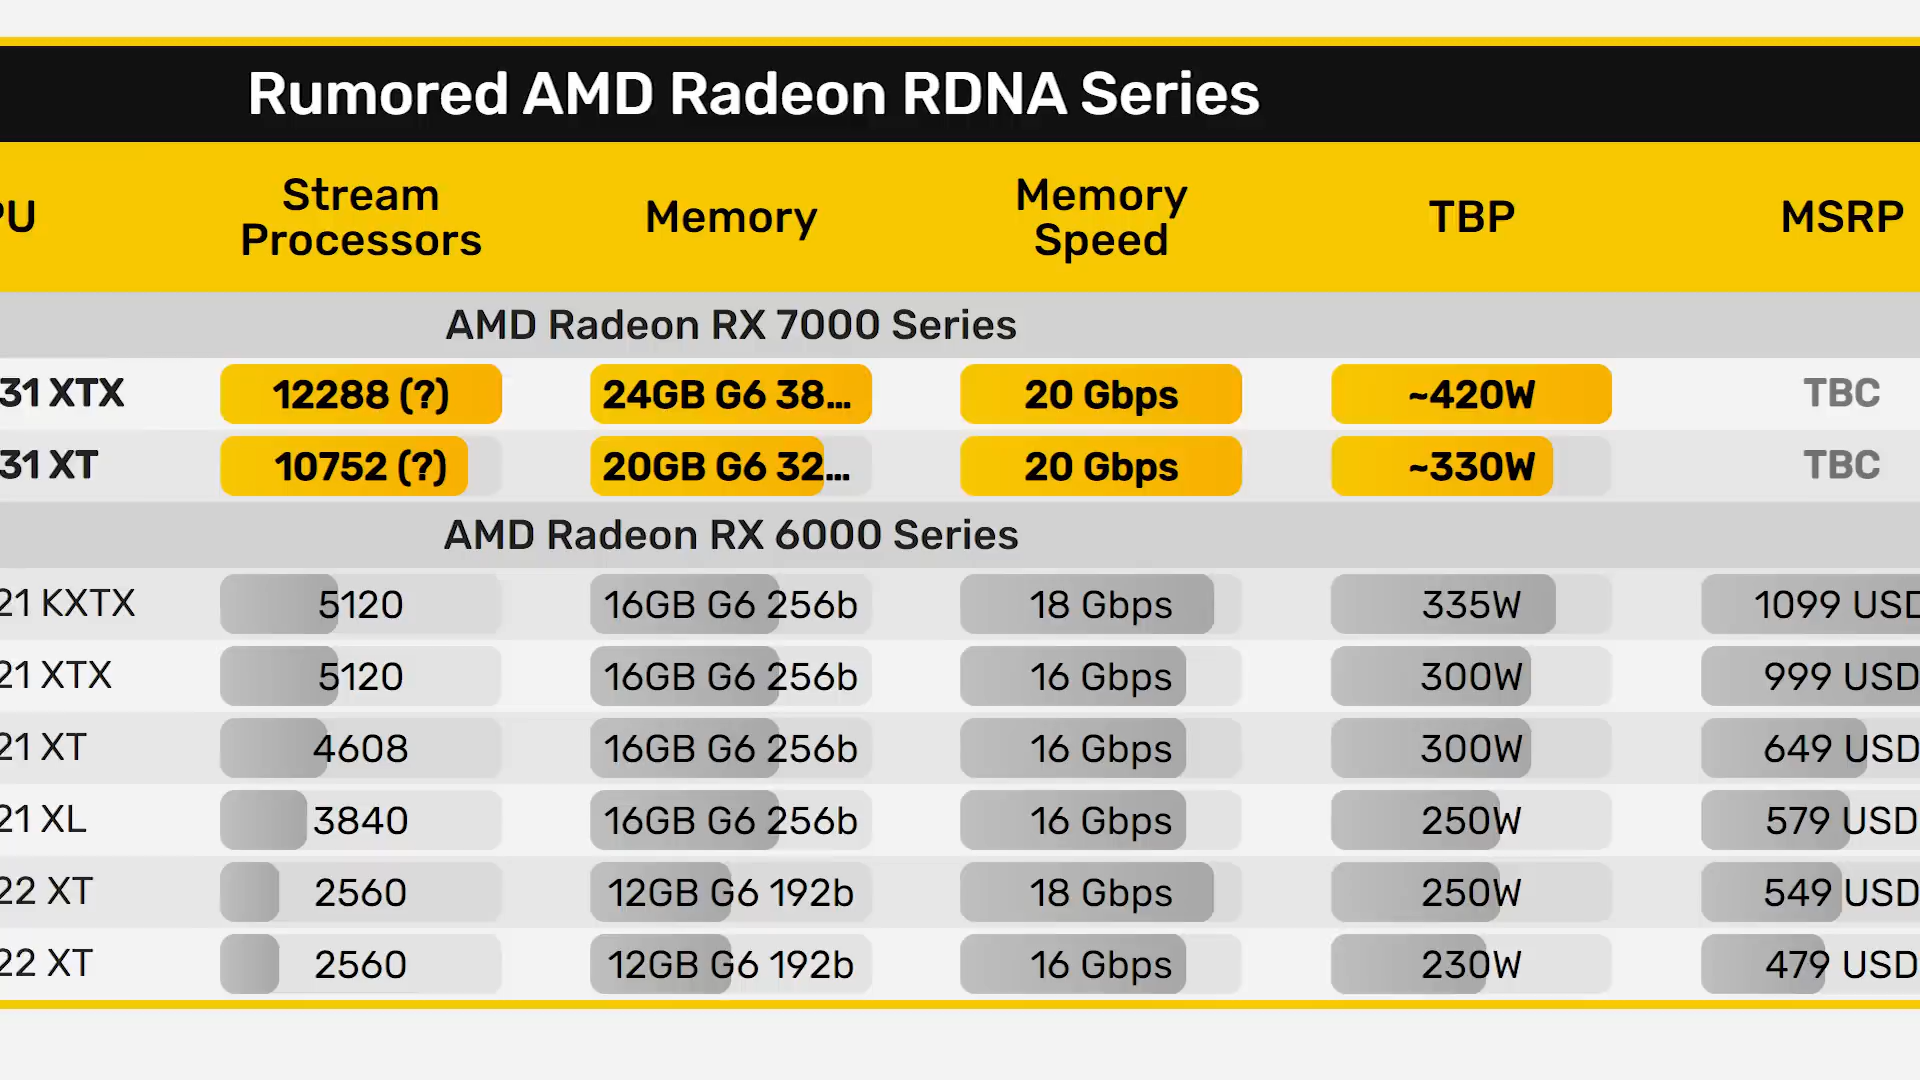 Rumored AMD Radeon RDNA Series
PU Stream Processors Memory Memory Speed TBP MSRP
AMD Radeon RX 7000 Series
31 XTX 12288 (?) 24GB G6 38... 20 Gbps ~420W TBC
31 XT 10752 (?) 20GB G6 32... 20 Gbps ~330W TBC
AMD Radeon RX 6000 Series
21 KXTX 5120 16GB G6 256b 18 Gbps 335W 1099 USD
21 XTX 5120 16GB G6 256b 16 Gbps 300W 999 USD
21 XT 4608 16GB G6 256b 16 Gbps 300W 649 USD
21 XL 3840 16GB G6 256b 16 Gbps 250W 579 USD
22 XT 2560 12GB G6 192b 18 Gbps 250W 549 USD
22 XT 2560 12GB G6 192b 16 Gbps 230W 479 USD